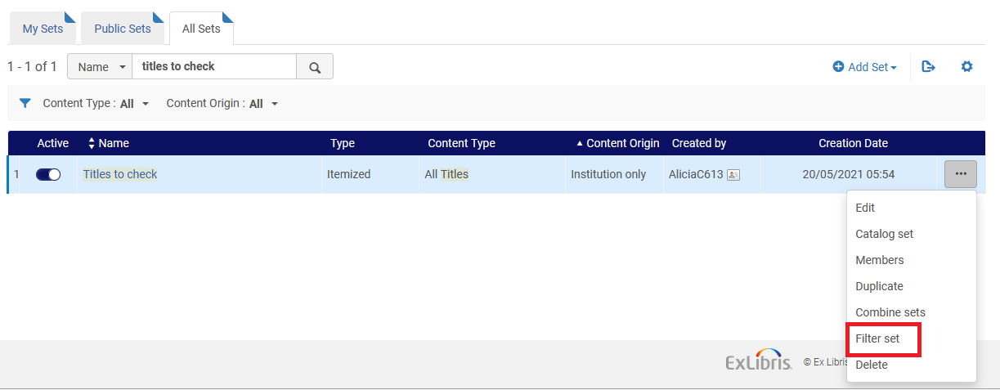 My Sets Public Sets All Sets
1 - 1 of 1 Name titles to check Add Set
Content Type : All Content Origin : All
Active Name Type Content Type Content Origin Created by Creation Date
1 Titles to check Itemized All Titles Institution only AliciaC613 20/05/2021 05:54
Edit
Catalog set
Members
Duplicate
Combine sets
Filter set
ExLibris. © Ex Libris
Delete